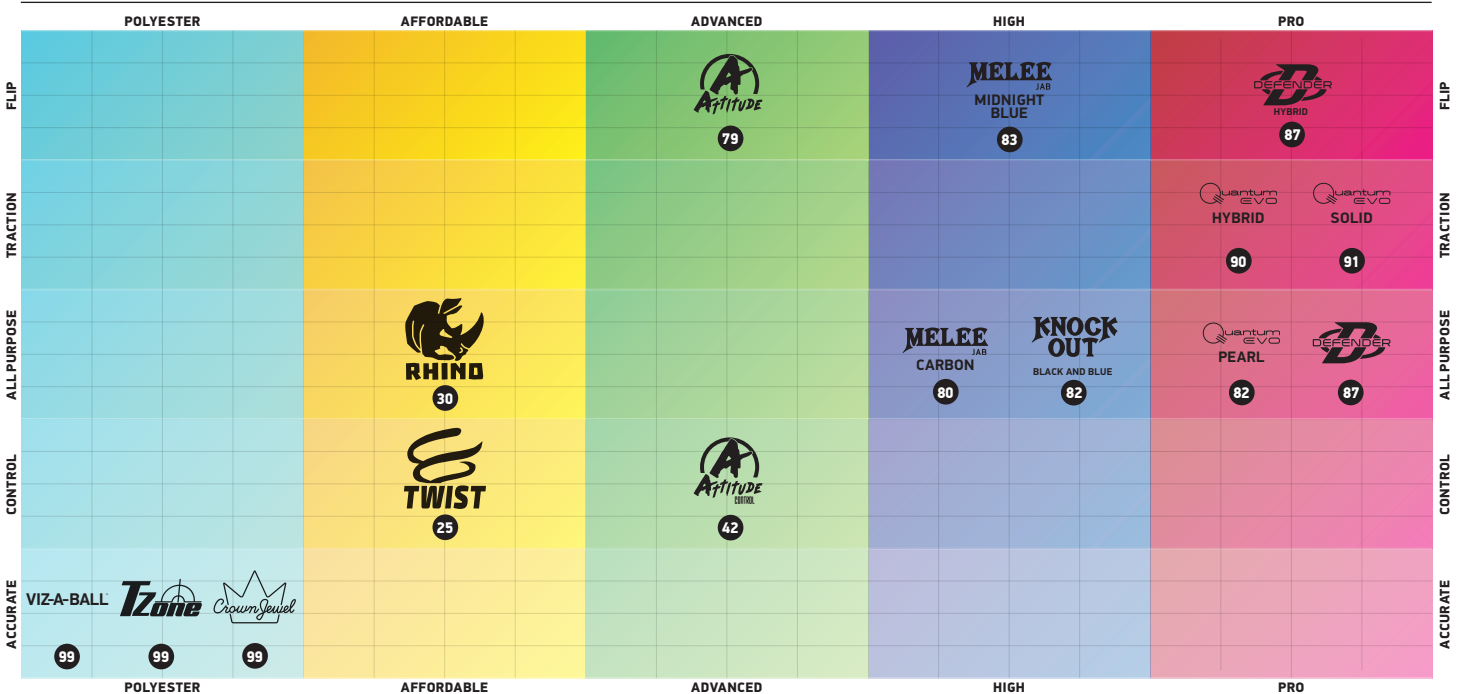 POLYESTER AFFORDABLE ADVANCED HIGH PRO
FLIP
ATTITUDE
79
MELEE
JAB
MIDNIGHT
BLUE
83
DEFENDER
HYBRID
87
FLIP
TRACTION
Quantum
EVO
HYBRID
90
Quantum
EVO
SOLID
91
TRACTION
ALL PURPOSE
RHINO
30
MELEE
JAB
CARBON
80
KNOCK
OUT
BLACK AND BLUE
82
Quantum
EVO
PEARL
82
DEFENDER
87
ALL PURPOSE
CONTROL
TWIST
25
ATTITUDE
CONTROL
42
CONTROL
ACCURATE
VIZ-A-BALL
99
TZone
99
Crown Jewel
99
ACCURATE
POLYESTER AFFORDABLE ADVANCED HIGH PRO